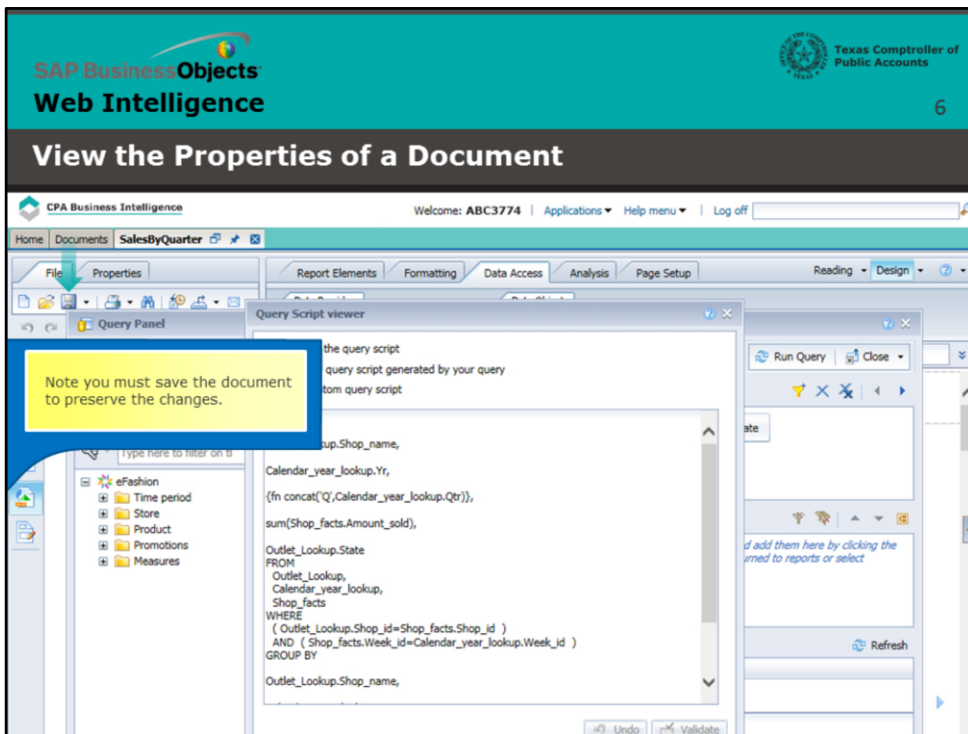 SAP BusinessObjects
Web Intelligence
Texas Comptroller of
Public Accounts
6
View the Properties of a Document
CPA Business Intelligence
Welcome: ABC3774 | Applications Help menu | Log off
Home Documents SalesByQuarter
File Properties
Report Elements Formatting Data Access Analysis Page Setup
Reading Design
Query Panel
Query Script viewer
the query script
query script generated by your query
tom query script
Run Query Close
Note you must save the document
to preserve the changes.
ate
Type here to filter on t
kup.Shop_name,
Calendar_year_lookup.Yr,
{fn concat('Q',Calendar_year_lookup.Qtr)},
sum(Shop_facts.Amount_sold),
Outlet_Lookup.State
FROM
Outlet_Lookup,
Calendar_year_lookup,
Shop_facts
WHERE
( Outlet_Lookup.Shop_id=Shop_facts.Shop_id )
AND ( Shop_facts.Week_id=Calendar_year_lookup.Week_id )
GROUP BY
Outlet_Lookup.Shop_name,
eFashion
Time period
Store
Product
Promotions
Measures
d add them here by clicking the
urned to reports or select
Refresh
Undo Validate